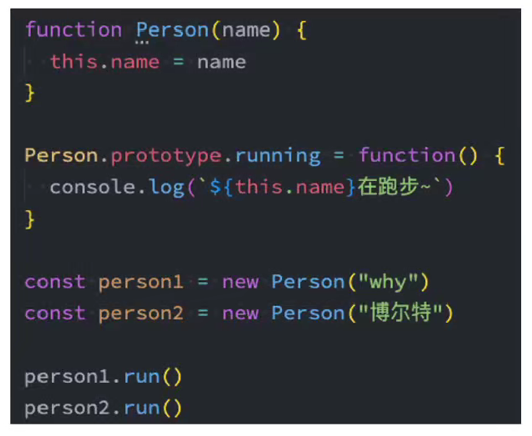 function Person(name) {
  this.name = name
}

Person.prototype.running = function() {
  console.log(`${this.name}在跑步~`)
}

const person1 = new Person("why")
const person2 = new Person("博尔特")

person1.run()
person2.run()